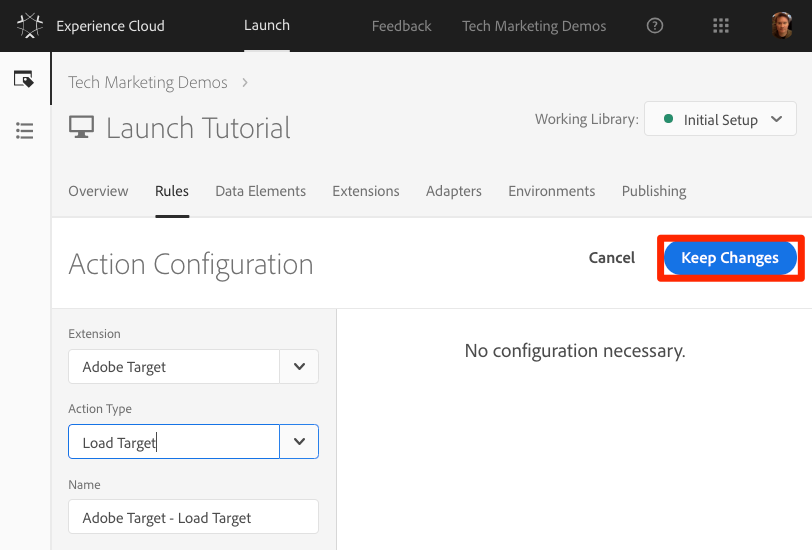 Experience Cloud Launch Feedback Tech Marketing Demos ?
Tech Marketing Demos >
Launch Tutorial
Working Library: Initial Setup
Overview Rules Data Elements Extensions Adapters Environments Publishing
Action Configuration
Cancel Keep Changes
Extension
Adobe Target
No configuration necessary.
Action Type
Load Target
Name
Adobe Target - Load Target